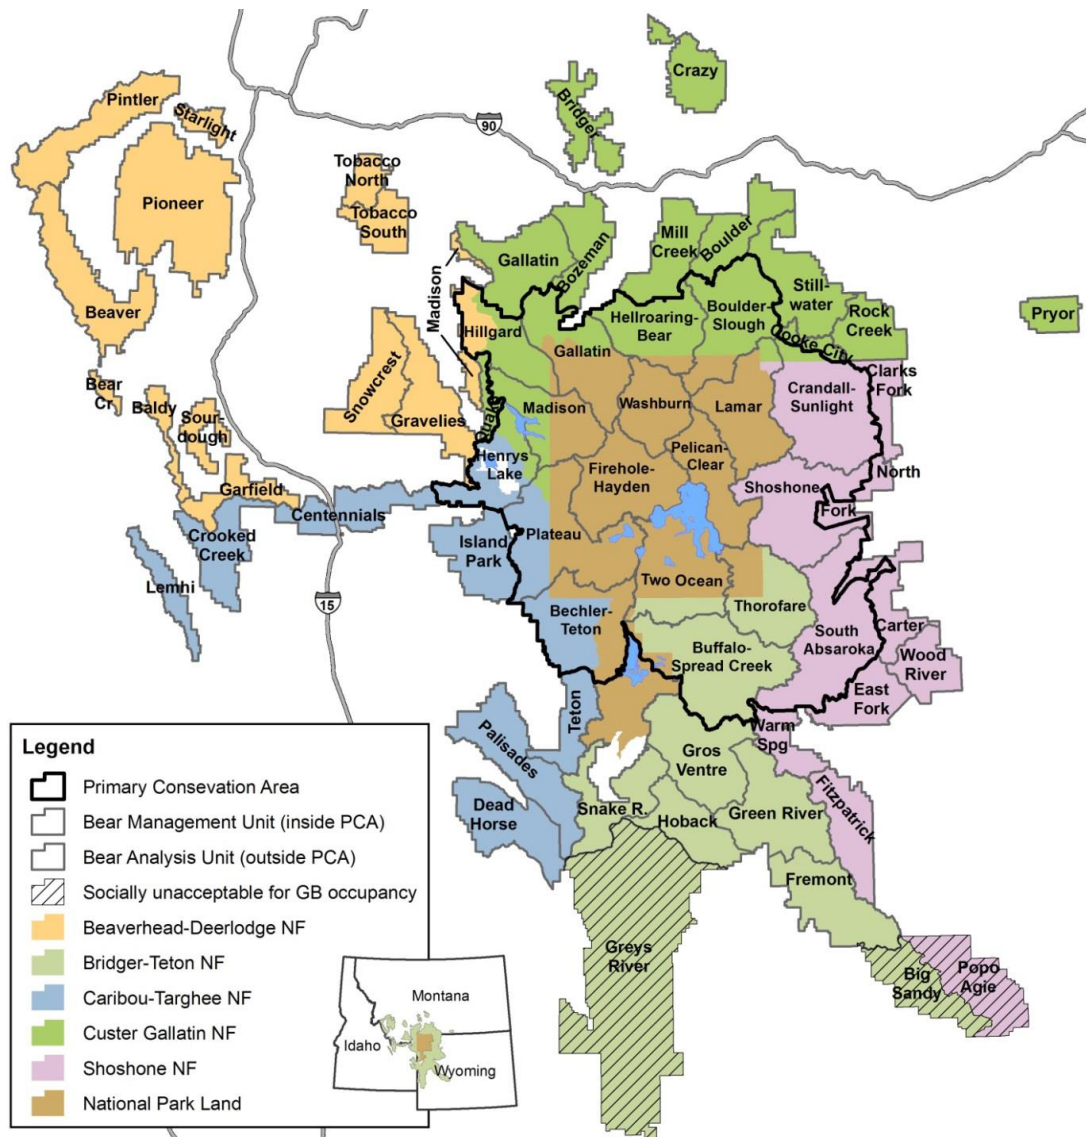 Crazy
Bridger
Pintler
Starlight
90
Tobacco
North
Pioneer
Tobacco
South
Mill
Creek
Boulder
Gallatin
Bozeman
Madison
Still-
water
Beaver
Hillgard
Hellroaring-
Bear
Boulder-
Slough
Rock
Creek
Pryor
Cooke City
Gallatin
Bear
Cr
Baldy
Sour-
dough
Snowcrest
Gravelies
Quake
Madison
Washburn
Lamar
Crandall-
Sunlight
Clarks
Fork
Henrys
Lake
Firehole-
Hayden
Pelican-
Clear
North
Shoshone
Fork
Garfield
Centennials
Crooked
Creek
Island
Park
Plateau
Lemhi
15
Two Ocean
Bechler-
Teton
Thorofare
South
Absaroka
Carter
Buffalo-
Spread Creek
Wood
River
East
Fork
Teton
Warm
Spg
Palisades
Gros
Ventre
Dead
Horse
Snake R.
Hoback
Green River
Fitzpatrick
Fremont
Greys
River
Big
Sandy
Popo
Agie
Legend
Primary Consevation Area
Bear Management Unit (inside PCA)
Bear Analysis Unit (outside PCA)
Socially unacceptable for GB occupancy
Beaverhead-Deerlodge NF
Bridger-Teton NF
Caribou-Targhee NF
Custer Gallatin NF
Shoshone NF
National Park Land
Montana
Idaho
Wyoming